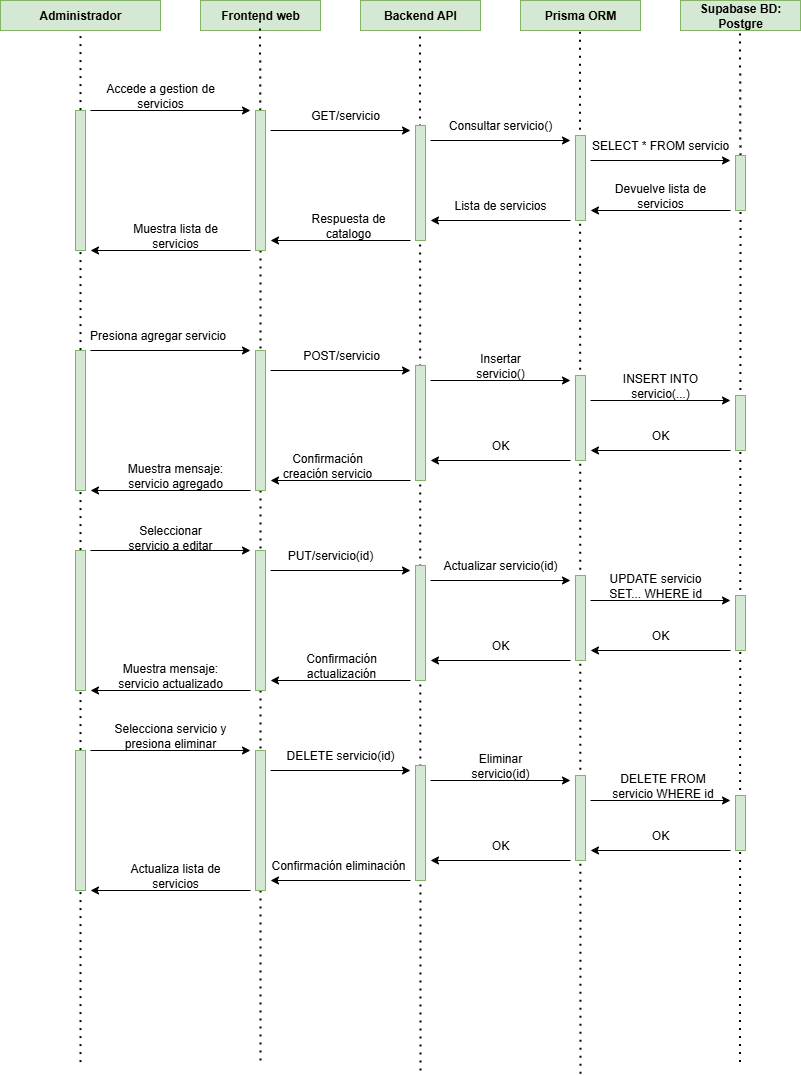 Administrador
Frontend web
Backend API
Prisma ORM
Supabase BD:
Postgre
Accede a gestion de
servicios
GET/servicio
Consultar servicio()
SELECT * FROM servicio
Devuelve lista de
servicios
Lista de servicios
Respuesta de
catalogo
Muestra lista de
servicios
Presiona agregar servicio
POST/servicio
Insertar
servicio()
INSERT INTO
servicio(...)
OK
OK
Confirmación
creación servicio
Muestra mensaje:
servicio agregado
Seleccionar
servicio a editar
PUT/servicio(id)
Actualizar servicio(id)
UPDATE servicio
SET... WHERE id
OK
OK
Confirmación
actualización
Muestra mensaje:
servicio actualizado
Selecciona servicio y
presiona eliminar
DELETE servicio(id)
Eliminar
servicio(id)
DELETE FROM
servicio WHERE id
OK
OK
Confirmación eliminación
Actualiza lista de
servicios